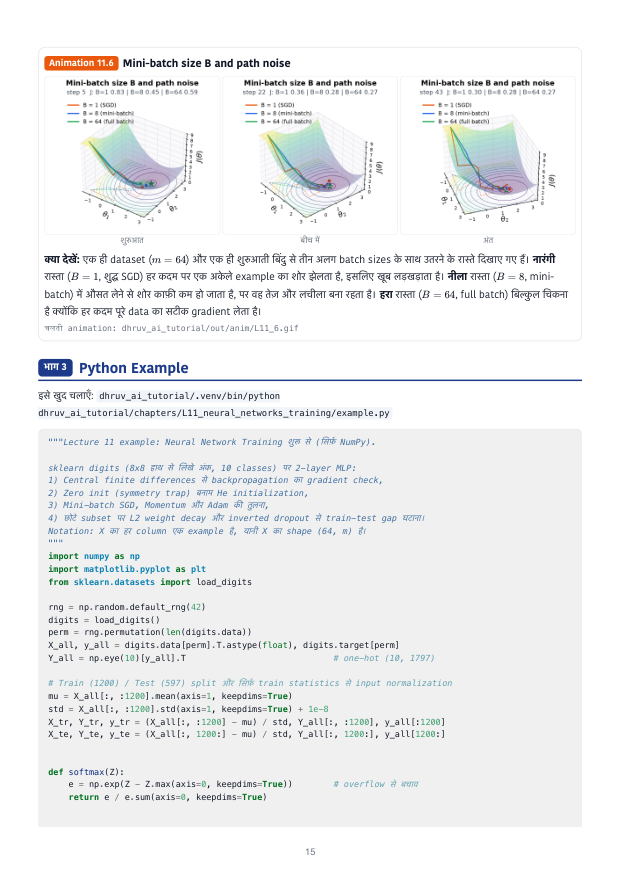 Animation 11.6 Mini-batch size B and path noise
Mini-batch size B and path noise
step 5 J: B=1 0.83 | B=8 0.45 | B=64 0.59
B = 1 (SGD)
B = 8 (mini-batch)
B = 64 (full batch)
J(θ)
θ₁
θ₂
शुरुआत
Mini-batch size B and path noise
step 22 J: B=1 0.36 | B=8 0.28 | B=64 0.27
B = 1 (SGD)
B = 8 (mini-batch)
B = 64 (full batch)
J(θ)
θ₁
θ₂
बीच में
Mini-batch size B and path noise
step 43 J: B=1 0.30 | B=8 0.28 | B=64 0.27
B = 1 (SGD)
B = 8 (mini-batch)
B = 64 (full batch)
J(θ)
θ₁
θ₂
अंत
क्या देखें: एक ही dataset (m = 64) और एक ही शुरुआती बिंदु से तीन अलग batch sizes के साथ उतरने के रास्ते दिखाए गए हैं। नारंगी
रास्ता (B = 1, शुद्ध SGD) हर कदम पर एक अकेले example का शोर झेलता है, इसलिए खूब लड़खड़ाता है। नीला रास्ता (B = 8, mini-
batch) में औसत लेने से शोर काफ़ी कम हो जाता है, पर वह तेज और लचीला बना रहता है। हरा रास्ता (B = 64, full batch) बिल्कुल चिकना
है क्योंकि हर कदम पूरे data का सटीक gradient लेता है।
चलती animation: dhruv_ai_tutorial/out/anim/L11_6.gif
भाग 3 Python Example
इसे खुद चलाएँ: dhruv_ai_tutorial/.venv/bin/python
dhruv_ai_tutorial/chapters/L11_neural_networks_training/example.py
"""Lecture 11 example: Neural Network Training शुरू से (सिर्फ़ NumPy).
sklearn digits (8x8 हाथ से लिखे अंक, 10 classes) पर 2-layer MLP:
1) Central finite differences से backpropagation का gradient check,
2) Zero init (symmetry trap) बनाम He initialization,
3) Mini-batch SGD, Momentum और Adam की तुलना,
4) छोटे subset पर L2 weight decay और inverted dropout से train-test gap घटाना।
Notation: X का हर column एक example है, यानी X का shape (64, m) है।
"""
import numpy as np
import matplotlib.pyplot as plt
from sklearn.datasets import load_digits
rng = np.random.default_rng(42)
digits = load_digits()
perm = rng.permutation(len(digits.data))
X_all, y_all = digits.data[perm].T.astype(float), digits.target[perm]
Y_all = np.eye(10)[y_all].T # one-hot (10, 1797)
# Train (1200) / Test (597) split और सिर्फ़ train statistics से input normalization
mu = X_all[:, :1200].mean(axis=1, keepdims=True)
std = X_all[:, :1200].std(axis=1, keepdims=True) + 1e-8
X_tr, Y_tr, y_tr = (X_all[:, :1200] - mu) / std, Y_all[:, :1200], y_all[:1200]
X_te, Y_te, y_te = (X_all[:, 1200:] - mu) / std, Y_all[:, 1200:], y_all[1200:]
def softmax(Z):
e = np.exp(Z - Z.max(axis=0, keepdims=True)) # overflow से बचाव
return e / e.sum(axis=0, keepdims=True)
15